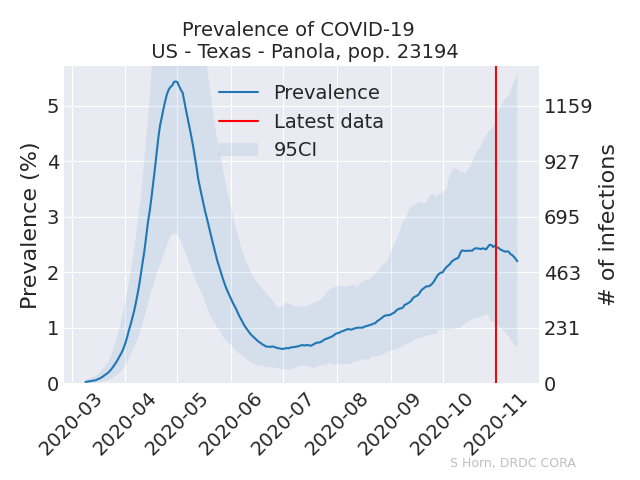 Prevalence of COVID-19
US - Texas - Panola, pop. 23194
Prevalence
Latest data
95CI
Prevalence (%)
5
4
3
2
1
0
1159
927
695
463
231
0
# of infections
2020-03
2020-04
2020-05
2020-06
2020-07
2020-08
2020-09
2020-10
2020-11
S Horn, DRDC CORA